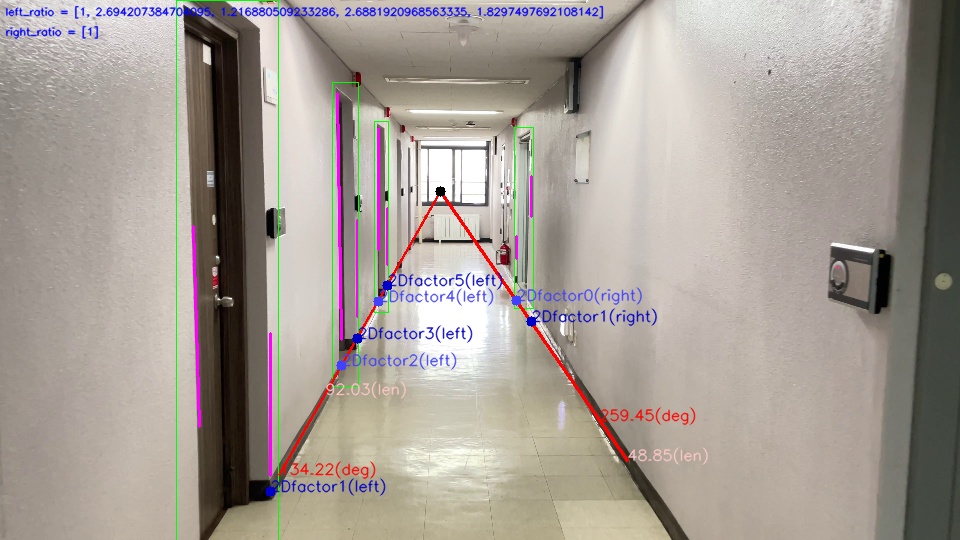 left_ratio = [1, 2.694207384704095, 1.216880509233286, 2.6881920968563335, 1.8297497692108142]
right_ratio = [1]
2Dfactor5(left)
2Dfactor4(left)
2Dfactor0(right)
2Dfactor1(right)
2Dfactor3(left)
2Dfactor2(left)
92.03(len)
259.45(deg)
48.85(len)
34.22(deg)
2Dfactor1(left)